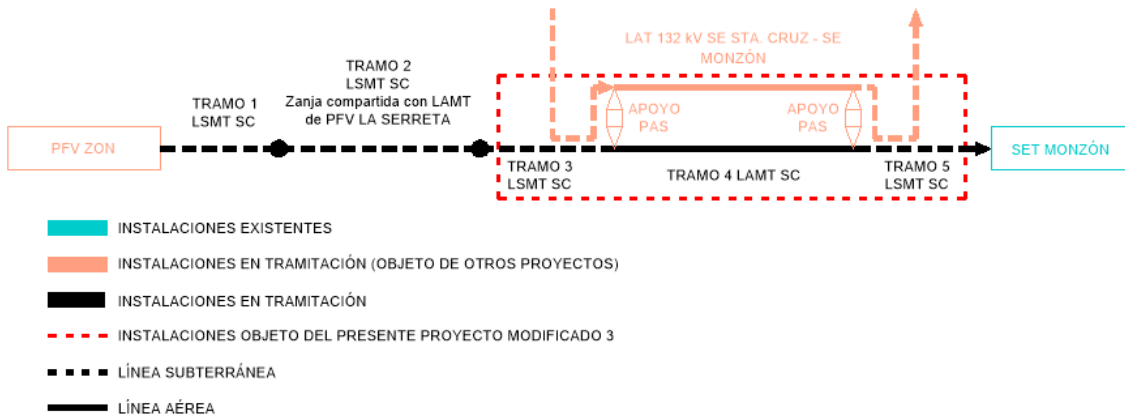 LAT 132 kV SE STA. CRUZ - SE
MONZÓN
TRAMO 2
LSMT SC
Zanja compartida con LAMT
de PFV LA SERRETA
TRAMO 1
LSMT SC
APOYO
PAS
APOYO
PAS
PFV ZON
SET MONZÓN
TRAMO 3
LSMT SC
TRAMO 4 LAMT SC
TRAMO 5
LSMT SC
INSTALACIONES EXISTENTES
INSTALACIONES EN TRAMITACIÓN (OBJETO DE OTROS PROYECTOS)
INSTALACIONES EN TRAMITACIÓN
INSTALACIONES OBJETO DEL PRESENTE PROYECTO MODIFICADO 3
LÍNEA SUBTERRÁNEA
LÍNEA AÉREA